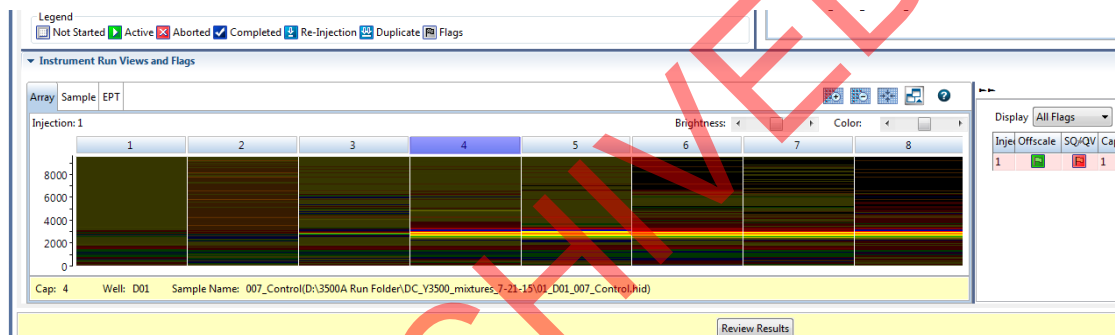 Legend
Not Started Active Aborted Completed Re-Injection Duplicate Flags
Instrument Run Views and Flags
Array Sample EPT
Injection: 1
Brightness: Color:
Display All Flags
1 2 3 4 5 6 7 8
Inje Offscale SQ/QV Cap
1 1
8000
6000
4000
2000
0
Cap: 4 Well: D01 Sample Name: 007_Control(D:\3500A Run Folder\DC_Y3500_mixtures_7-21-15\01_D01_007_Control.hid)
Review Results